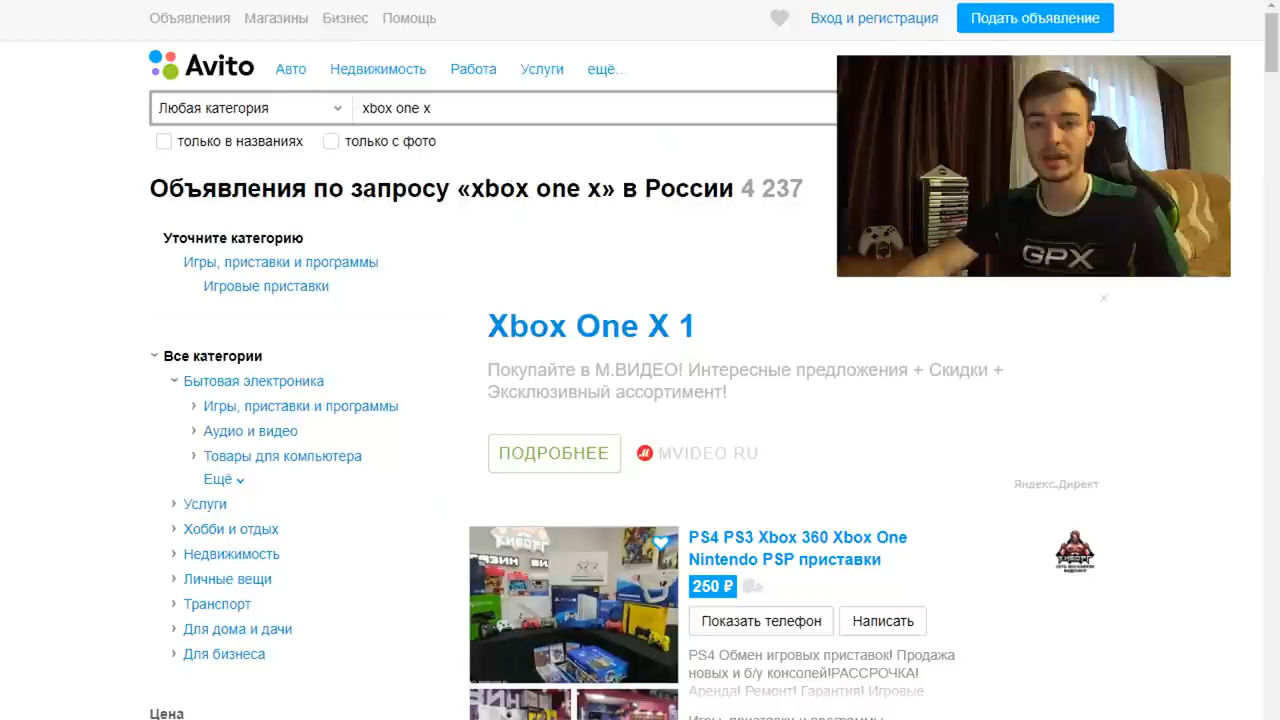 Объявления Магазины Бизнес Помощь
Вход и регистрация
Подать объявление
Avito
Авто Недвижимость Работа Услуги ещё...
Любая категория
xbox one x
только в названиях
только с фото
Объявления по запросу «xbox one x» в России 4 237
GPX
Уточните категорию
Игры, приставки и программы
Игровые приставки
Xbox One X 1
Покупайте в М.ВИДЕО! Интересные предложения + Скидки +
Эксклюзивный ассортимент!
ПОДРОБНЕЕ
MVIDEO RU
Яндекс.Директ
Все категории
Бытовая электроника
Игры, приставки и программы
Аудио и видео
Товары для компьютера
Ещё
Услуги
Хобби и отдых
Недвижимость
Личные вещи
Транспорт
Для дома и дачи
Для бизнеса
Цена
PS4 PS3 Xbox 360 Xbox One
Nintendo PSP приставки
250 ₽
Показать телефон
Написать
PS4 Обмен игровых приставок! Продажа
новых и б/у консолей!РАССРОЧКА!
Аренда! Ремонт! Гарантия! Игровые
Игры, приставки и программы
КИБОРГ